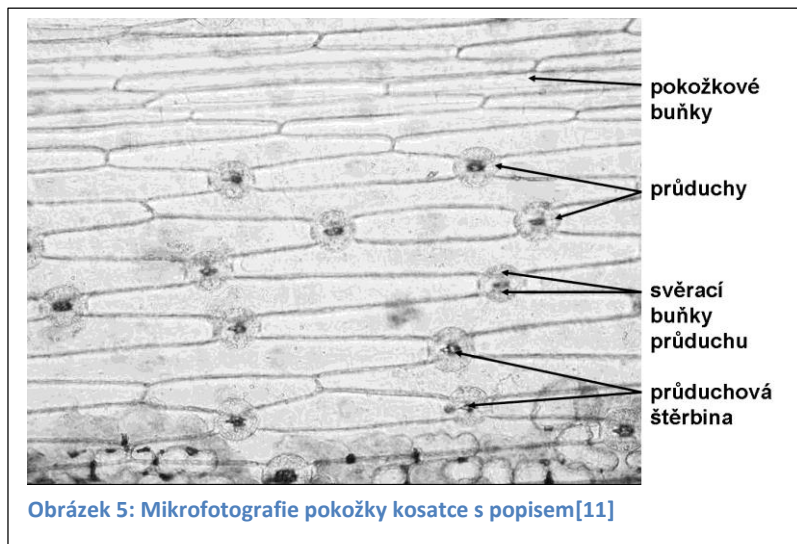 pokožkové
buňky
průduchy
svěrací
buňky
průduchu
průduchová
štěrbina
Obrázek 5: Mikrofotografie pokožky kosatce s popisem[11]